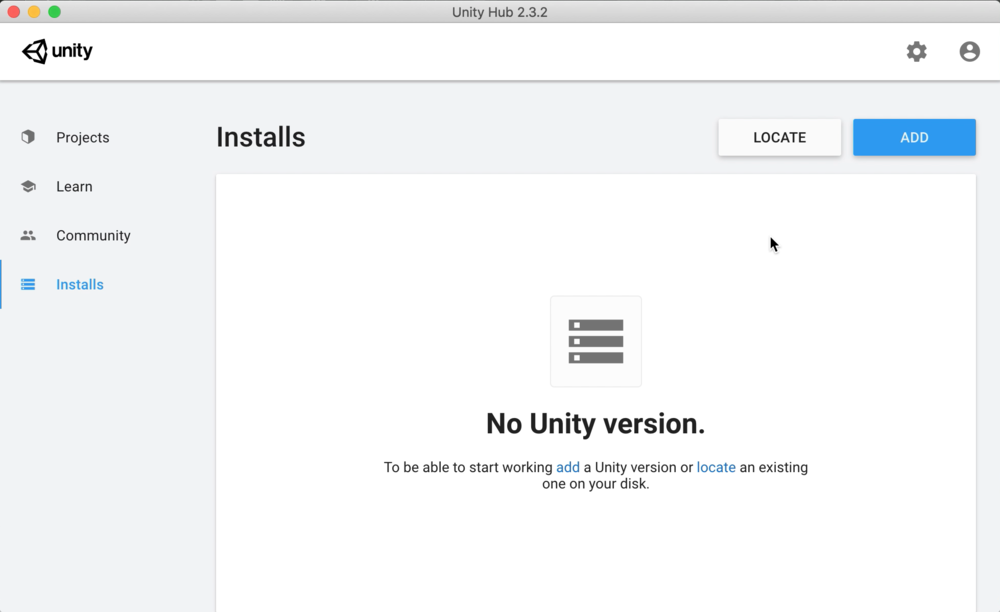 Unity Hub 2.3.2
unity
Projects
Learn
Community
Installs
Installs
LOCATE
ADD
No Unity version.
To be able to start working add a Unity version or locate an existing
one on your disk.